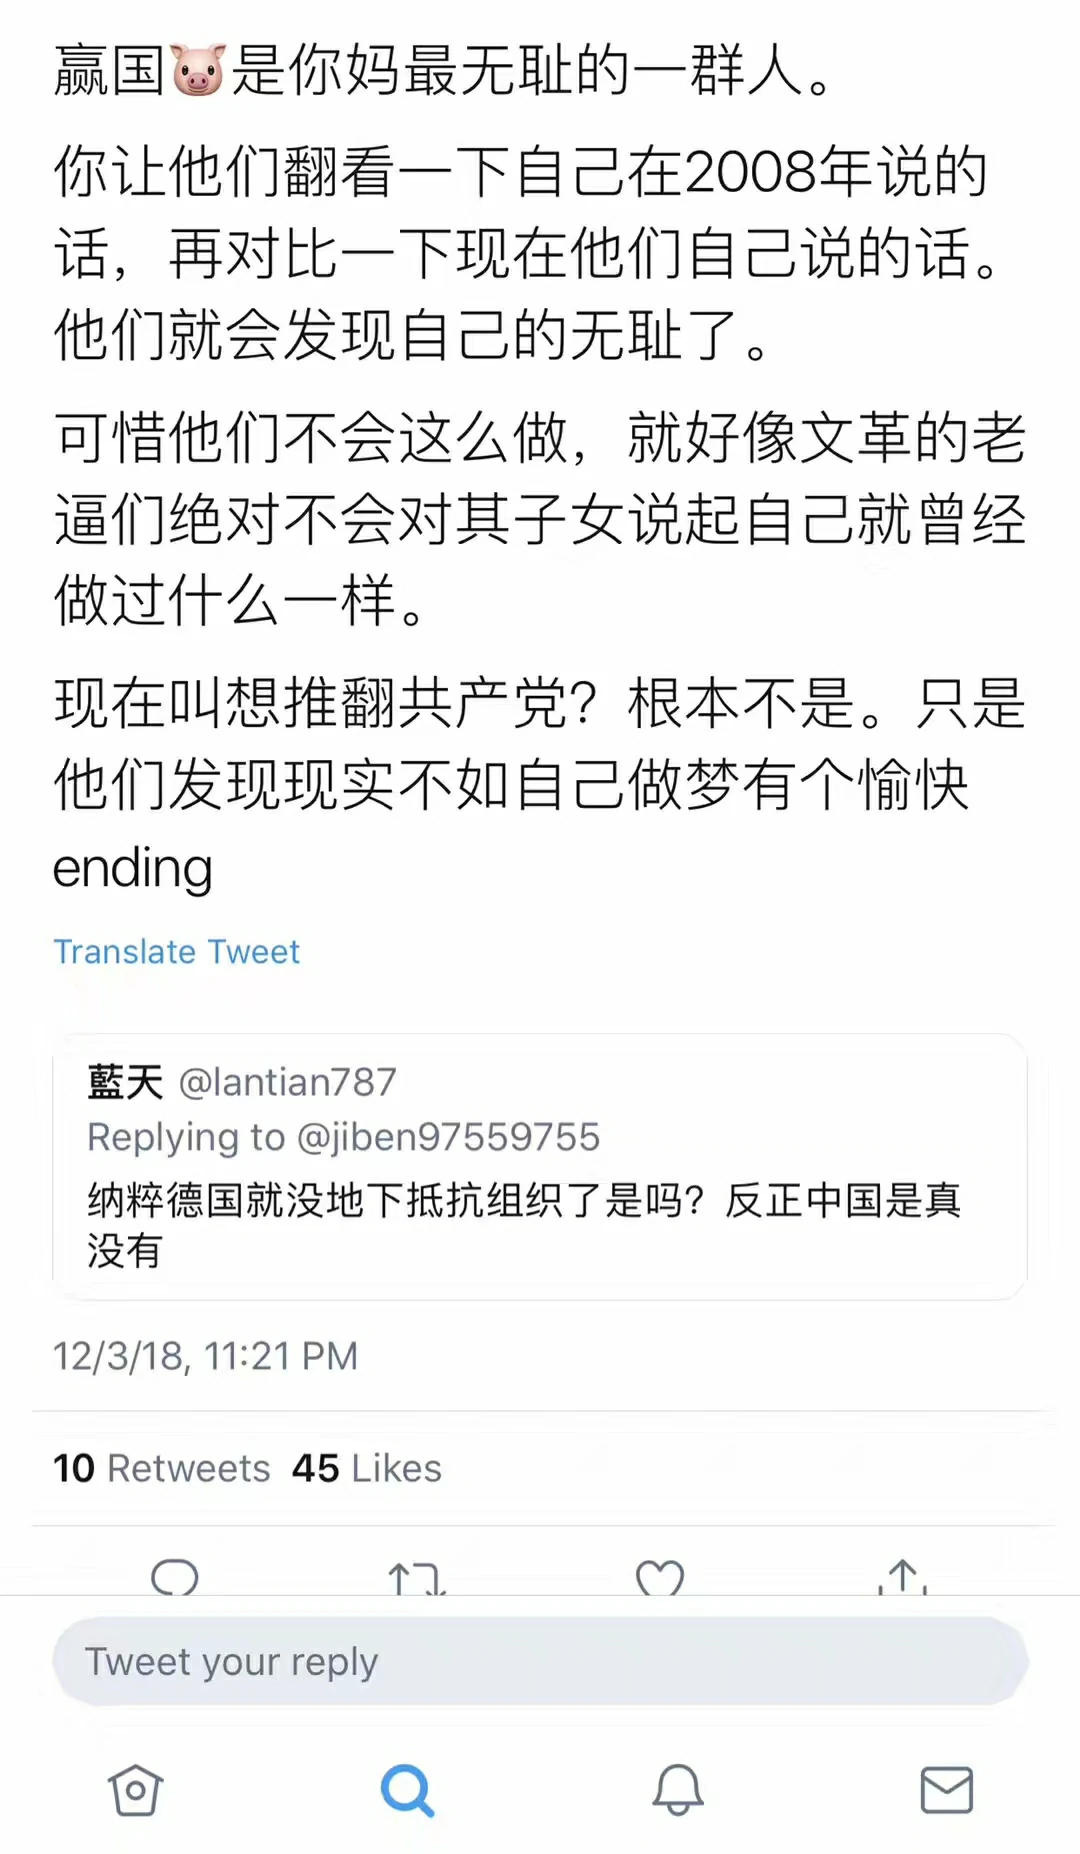 赢国🐷是你妈最无耻的一群人。
你让他们翻看一下自己在2008年说的
话，再对比一下现在他们自己说的话。
他们就会发现自己的无耻了。
可惜他们不会这么做，就好像文革的老
逼们绝对不会对其子女说起自己就曾经
做过什么一样。
现在叫想推翻共产党？根本不是。只是
他们发现现实不如自己做梦有个愉快
ending
Translate Tweet
藍天 @lantian787
Replying to @jiben97559755
纳粹德国就没地下抵抗组织了是吗？反正中国是真
没有
12/3/18, 11:21 PM
10 Retweets 45 Likes
Tweet your reply